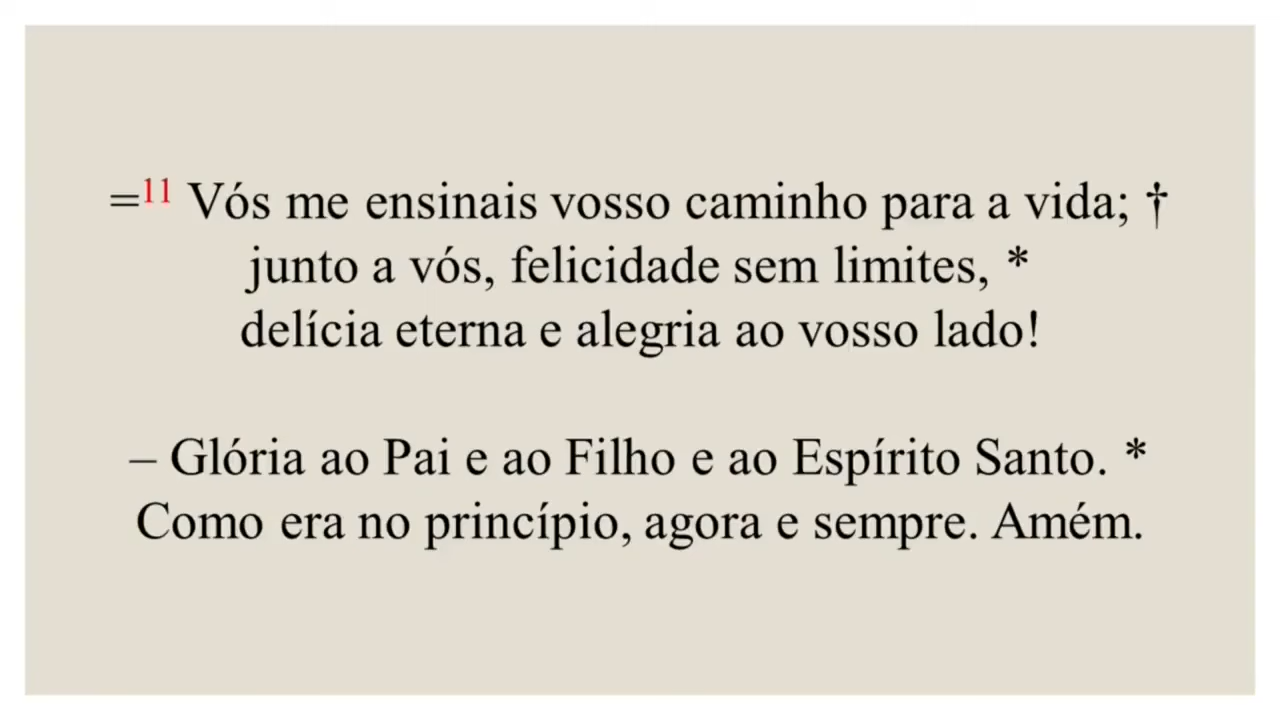 =11 Vós me ensinais vosso caminho para a vida; †
junto a vós, felicidade sem limites, *
delícia eterna e alegria ao vosso lado!
– Glória ao Pai e ao Filho e ao Espírito Santo. *
Como era no princípio, agora e sempre. Amém.